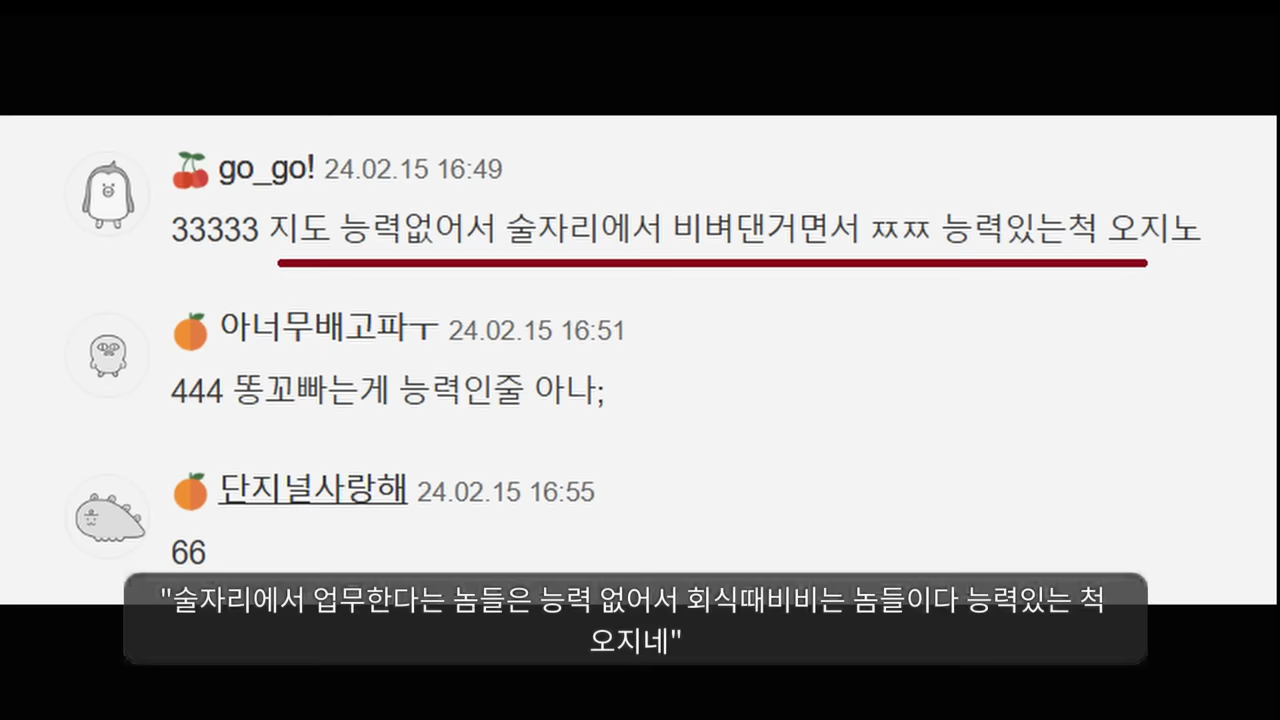 go_go! 24.02.15 16:49
33333 지도 능력없어서 술자리에서 비벼댄거면서 ㅉㅉ 능력있는척 오지노
아너무배고파ㅜ 24.02.15 16:51
444 똥꼬빠는게 능력인줄 아나;
단지널사랑해 24.02.15 16:55
66
"술자리에서 업무한다는 놈들은 능력 없어서 회식때비비는 놈들이다 능력있는 척
오지네"